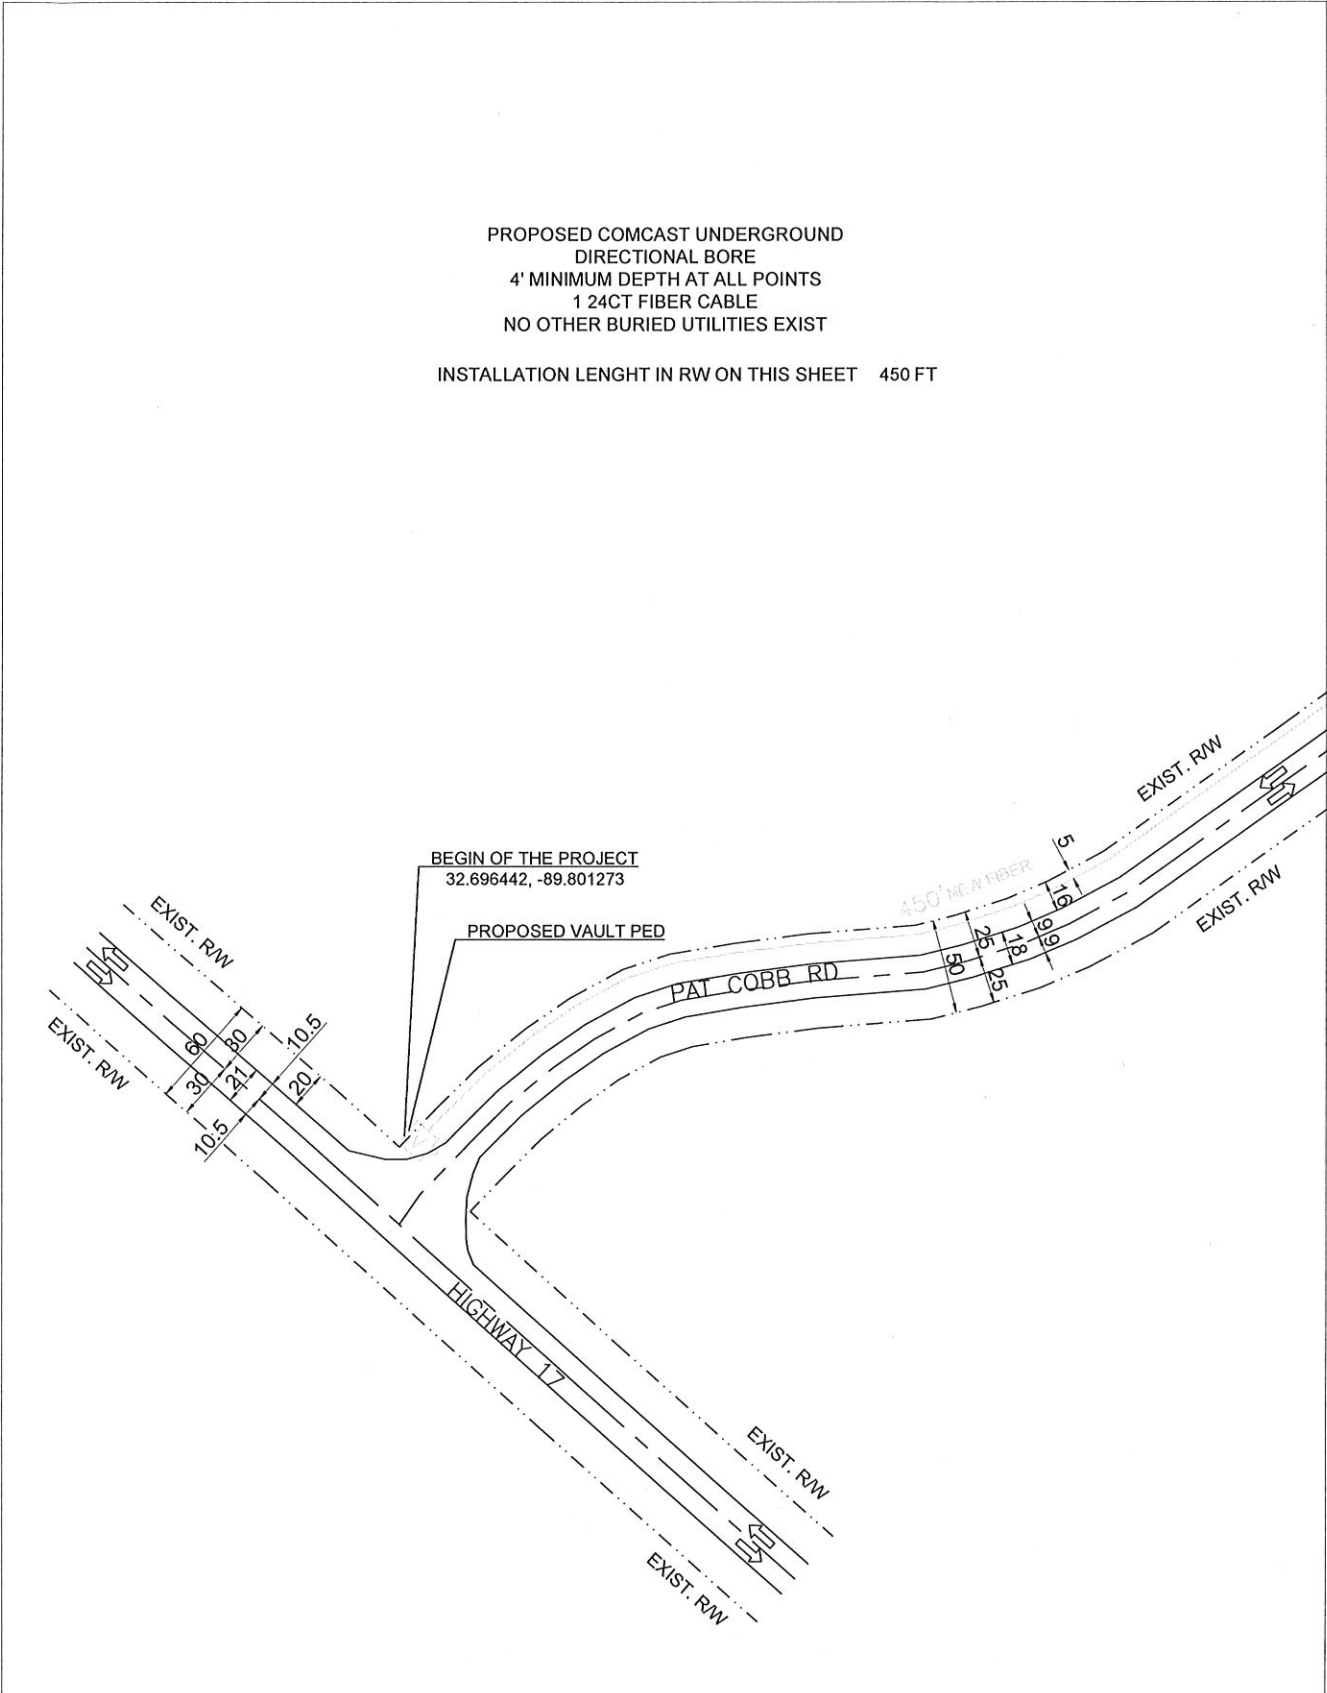 PROPOSED COMCAST UNDERGROUND
DIRECTIONAL BORE
4' MINIMUM DEPTH AT ALL POINTS
1 24CT FIBER CABLE
NO OTHER BURIED UTILITIES EXIST
INSTALLATION LENGHT IN RW ON THIS SHEET 450 FT
EXIST. R/W
5
BEGIN OF THE PROJECT
32.696442, -89.801273
450' NEW FIBER
16
EXIST. R/W
EXIST. R/W
PROPOSED VAULT PED
9
9
25
18
50
25
PAT COBB RD
EXIST. R/W
60
30
10.5
30
21
20
10.5
HIGHWAY 17
EXIST. R/W
EXIST. R/W